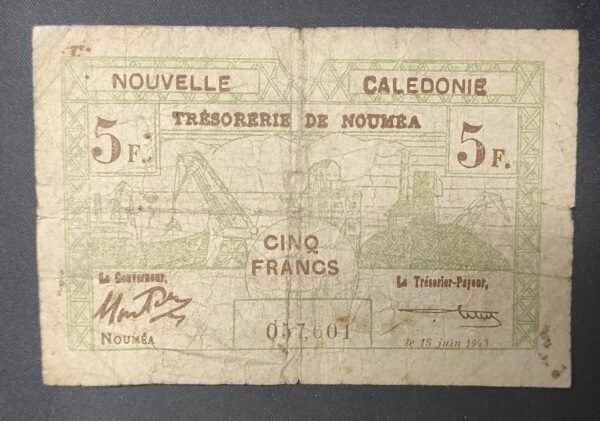 NOUVELLE CALEDONIE
TRÉSORERIE DE NOUMÉA
5 F. 5 F.
CINQ
FRANCS
Le Gouverneur, Le Trésorier-Payeur,
057,601
NOUMÉA le 15 juin 1943